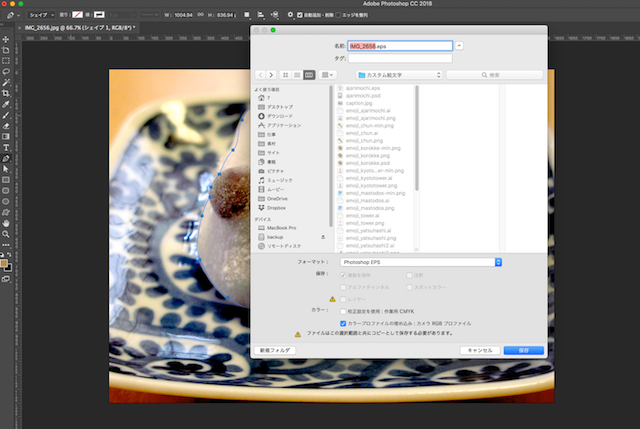 Adobe Photoshop CC 2018
シェイプ
W: 1004.94
H: 836.94
自動追加・削除
エッジを整列
IMG_2656.jpg @ 66.7% (シェイプ 1, RGB/8*) *
名前: IMG_2656.eps
タグ:
カスタム絵文字
検索
よく使う項目
デスクトップ
ダウンロード
アプリケーション
仕事
素材
サイト
書籍
ピクチャ
ミュージック
ムービー
OneDrive
Dropbox
デバイス
MacBook Pro
backup
リモートディスク
ajarimochi.eps
ajarimochi.psd
caption.jpg
emoji_ajarimochi.ai
emoji_ajarimochi.png
emoji_chun-min.png
emoji_chun.ai
emoji_chun.png
emoji_korokke-min.png
emoji_korokke.png
emoji_korokke.psd
emoji_kyoto...er-min.png
emoji_kyototower.ai
emoji_kyototower.png
emoji_mastodos.ai
emoji_mastodos.png
emoji_tower.ai
emoji_tower.png
emoji_yatsuhashi.ai
emoji_yatsuhashi.png
emoji_yatsuhashi2.ai
フォーマット: Photoshop EPS
保存:
複製を保存
注釈
アルファチャンネル
スポットカラー
レイヤー
カラー:
校正設定を使用: 作業用 CMYK
カラープロファイルの埋め込み: カメラ RGB プロファイル
ファイルはこの選択範囲と共にコピーとして保存する必要があります。
新規フォルダ
キャンセル
保存